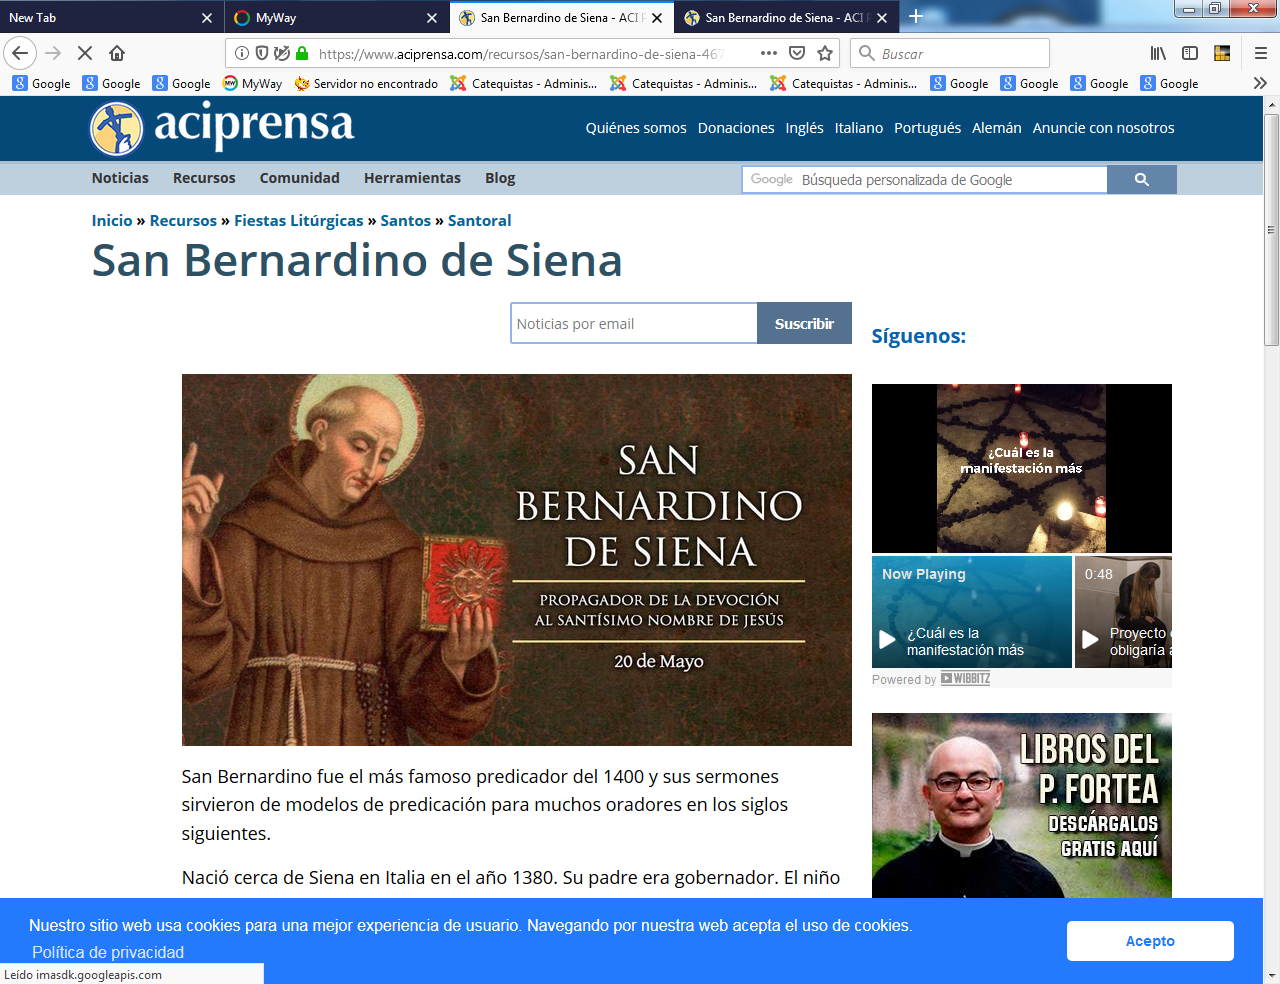 New Tab
MyWay
San Bernardino de Siena - ACI P
San Bernardino de Siena - ACI P
https://www.aciprensa.com/recursos/san-bernardino-de-siena-467
Buscar
Google
Google
Google
MyWay
Servidor no encontrado
Catequistas - Adminis...
Catequistas - Adminis...
Catequistas - Adminis...
Google
Google
Google
Google
aciprensa
Quiénes somos Donaciones Inglés Italiano Portugués Alemán Anuncie con nosotros
Noticias Recursos Comunidad Herramientas Blog
Google Búsqueda personalizada de Google
Inicio » Recursos » Fiestas Litúrgicas » Santos » Santoral
San Bernardino de Siena
Noticias por email
Suscribir
Síguenos:
SAN
BERNARDINO
DE SIENA
PROPAGADOR DE LA DEVOCIÓN
AL SANTÍSIMO NOMBRE DE JESÚS
20 de Mayo
¿Cuál es la
manifestación más
Now Playing
¿Cuál es la
manifestación más
0:48
Proyecto
obligaría a
Powered by WIBBITZ
LIBROS DEL
P. FORTEA
DESCÁRGALOS
GRATIS AQUÍ
San Bernardino fue el más famoso predicador del 1400 y sus sermones
sirvieron de modelos de predicación para muchos oradores en los siglos
siguientes.
Nació cerca de Siena en Italia en el año 1380. Su padre era gobernador. El niño
Nuestro sitio web usa cookies para una mejor experiencia de usuario. Navegando por nuestra web acepta el uso de cookies.
Política de privacidad
Acepto
Leído imasdk.googleapis.com